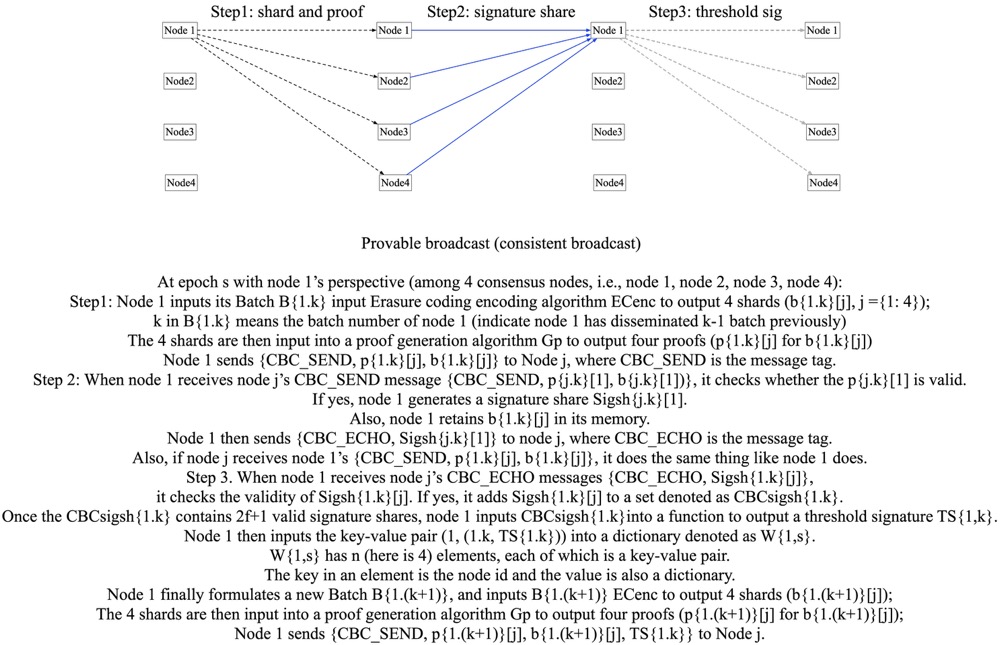 Step1: shard and proof Step2: signature share Step3: threshold sig
Node 1 Node 1 Node 1 Node 1
Node2 Node2 Node2 Node2
Node3 Node3 Node3 Node3
Node4 Node4 Node4 Node4
Provable broadcast (consistent broadcast)
At epoch s with node 1's perspective (among 4 consensus nodes, i.e., node 1, node 2, node 3, node 4):
Step1: Node 1 inputs its Batch B{1.k} input Erasure coding encoding algorithm ECenc to output 4 shards (b{1.k}[j], j ={1: 4});
k in B{1.k} means the batch number of node 1 (indicate node 1 has disseminated k-1 batch previously)
The 4 shards are then input into a proof generation algorithm Gp to output four proofs (p{1.k}[j] for b{1.k}[j])
Node 1 sends {CBC_SEND, p{1.k}[j], b{1.k}[j]} to Node j, where CBC_SEND is the message tag.
Step 2: When node 1 receives node j's CBC_SEND message {CBC_SEND, p{j.k}[1], b{j.k}[1])}, it checks whether the p{j.k}[1] is valid.
If yes, node 1 generates a signature share Sigsh{j.k}[1].
Also, node 1 retains b{1.k}[j] in its memory.
Node 1 then sends {CBC_ECHO, Sigsh{j.k}[1]} to node j, where CBC_ECHO is the message tag.
Also, if node j receives node 1's {CBC_SEND, p{1.k}[j], b{1.k}[j]}, it does the same thing like node 1 does.
Step 3. When node 1 receives node j's CBC_ECHO messages {CBC_ECHO, Sigsh{1.k}[j]},
it checks the validity of Sigsh{1.k}[j]. If yes, it adds Sigsh{1.k}[j] to a set denoted as CBCsigsh{1.k}.
Once the CBCsigsh{1.k} contains 2f+1 valid signature shares, node 1 inputs CBCsigsh{1.k}into a function to output a threshold signature TS{1,k}.
Node 1 then inputs the key-value pair (1, (1.k, TS{1.k})) into a dictionary denoted as W{1,s}.
W{1,s} has n (here is 4) elements, each of which is a key-value pair.
The key in an element is the node id and the value is also a dictionary.
Node 1 finally formulates a new Batch B{1.(k+1)}, and inputs B{1.(k+1)} ECenc to output 4 shards (b{1.(k+1)}[j]);
The 4 shards are then input into a proof generation algorithm Gp to output four proofs (p{1.(k+1)}[j] for b{1.(k+1)}[j]);
Node 1 sends {CBC_SEND, p{1.(k+1)}[j], b{1.(k+1)}[j], TS{1.k}} to Node j.